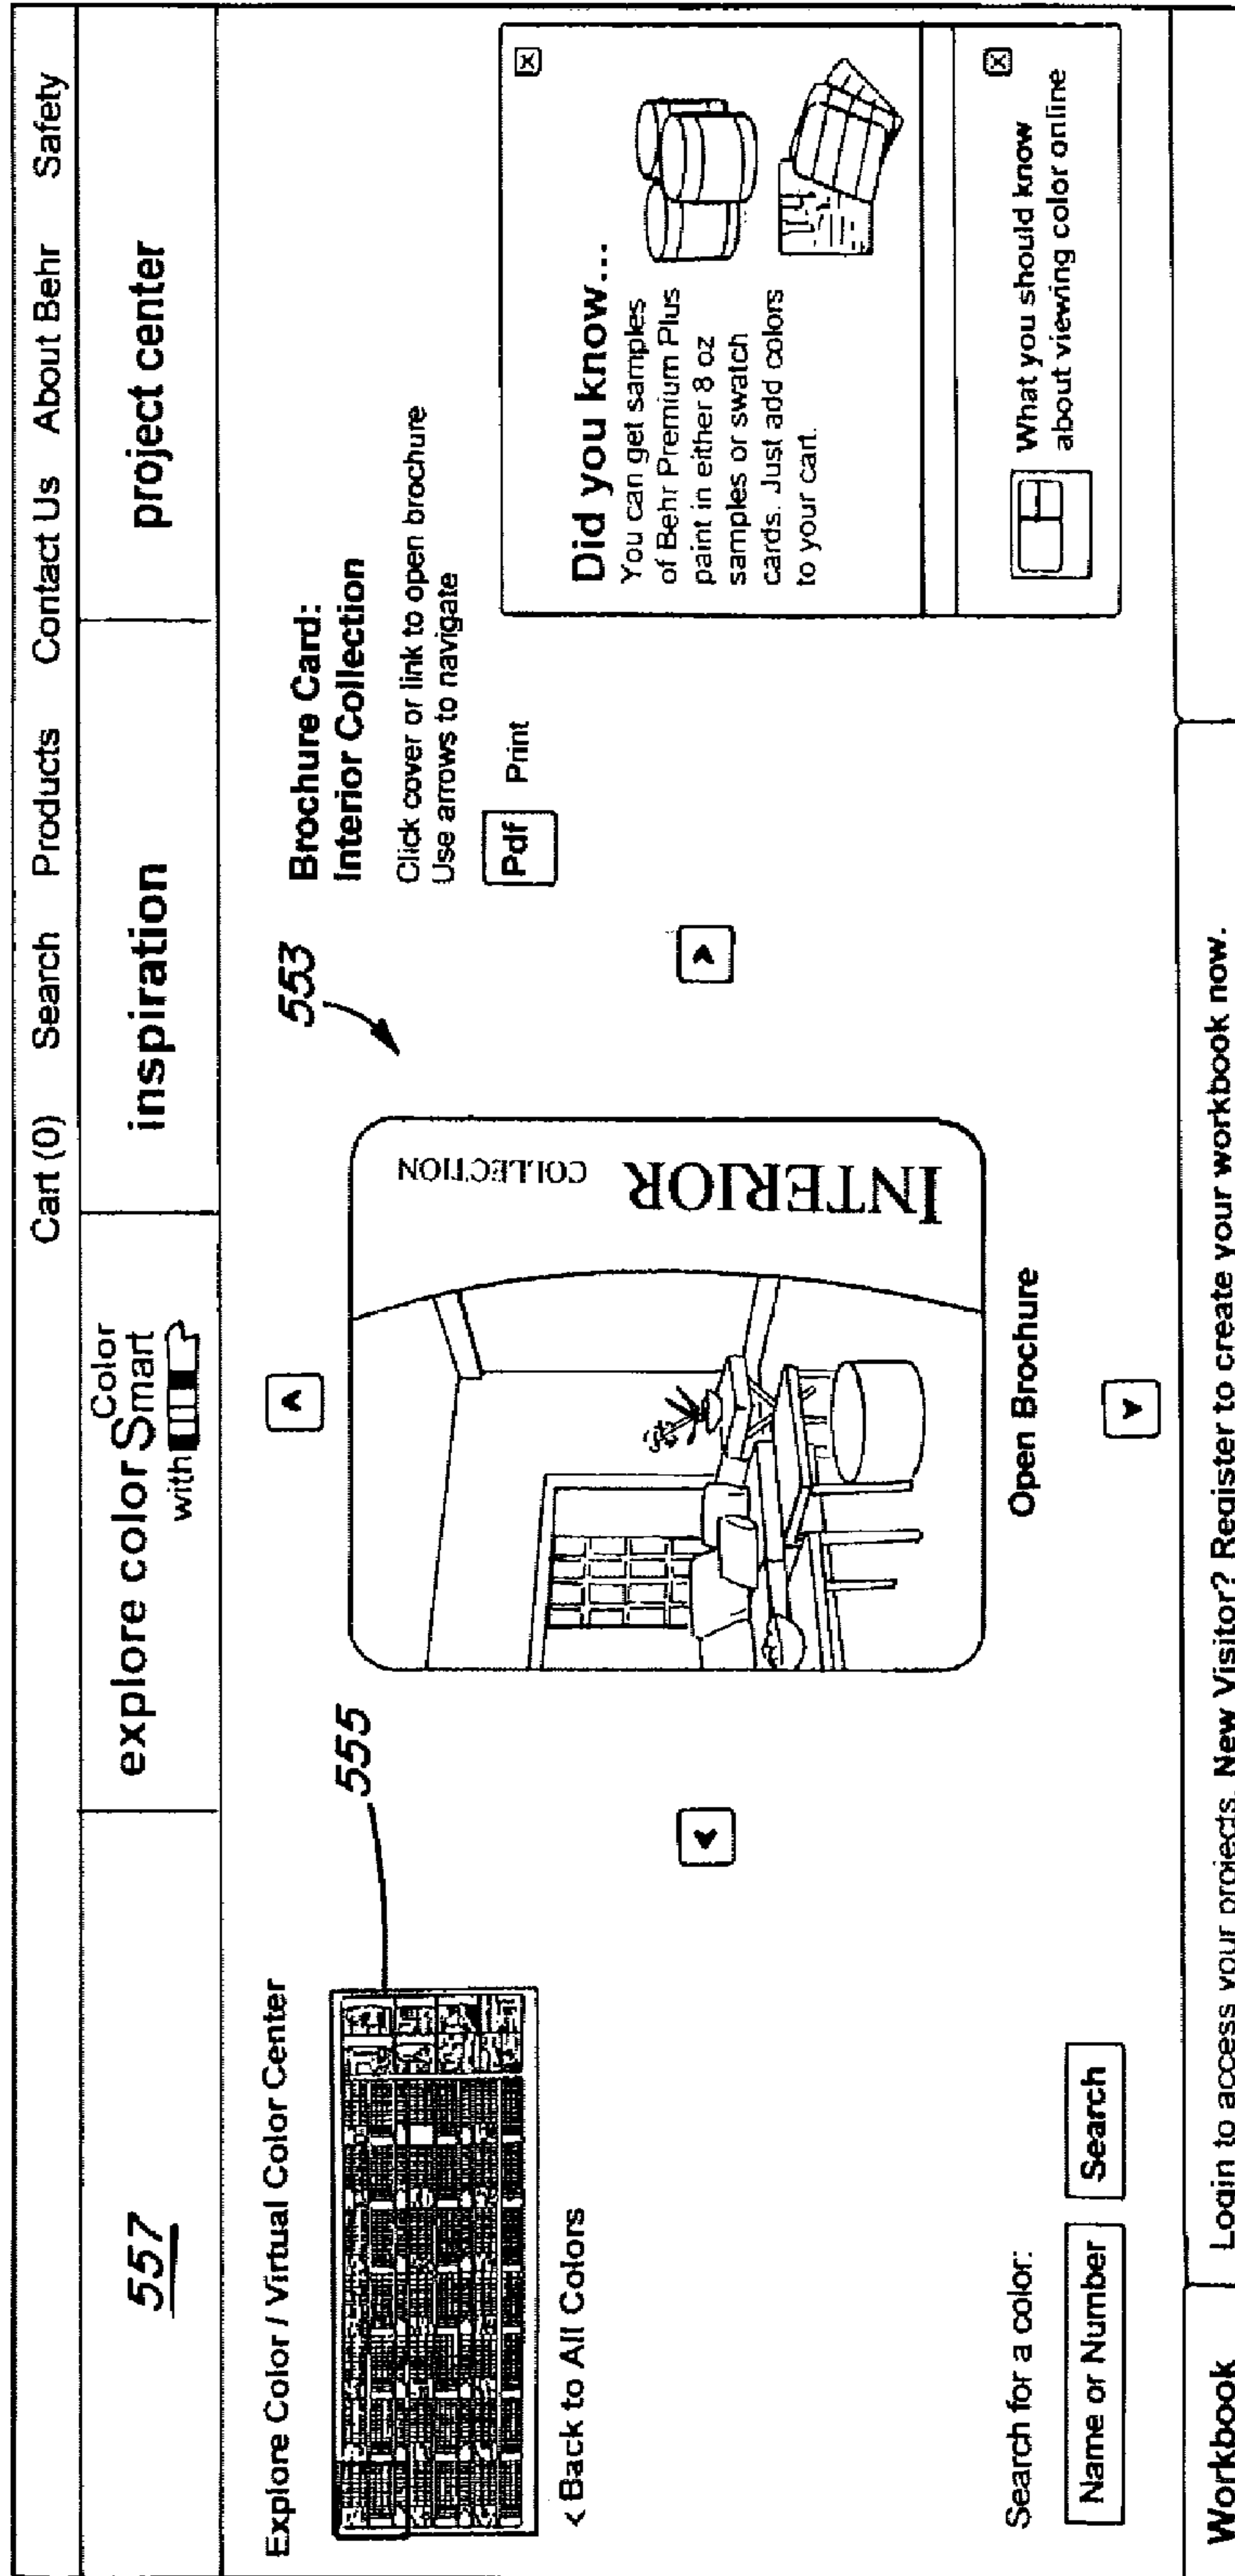 Cart (0) Search Products Contact Us About Behr Safety
557
explore color Color Smart
with
inspiration
project center
Explore Color / Virtual Color Center
555
< Back to All Colors
Search for a color:
Name or Number Search
INTERIOR
COLLECTION
Open Brochure
553
Brochure Card:
Interior Collection
Click cover or link to open brochure
Use arrows to navigate
Pdf Print
Did you know...
You can get samples
of Behr Premium Plus
paint in either 8 oz
samples or swatch
cards. Just add colors
to your cart.
What you should know
about viewing color online
Workbook Login to access your projects. New Visitor? Register to create your workbook now.